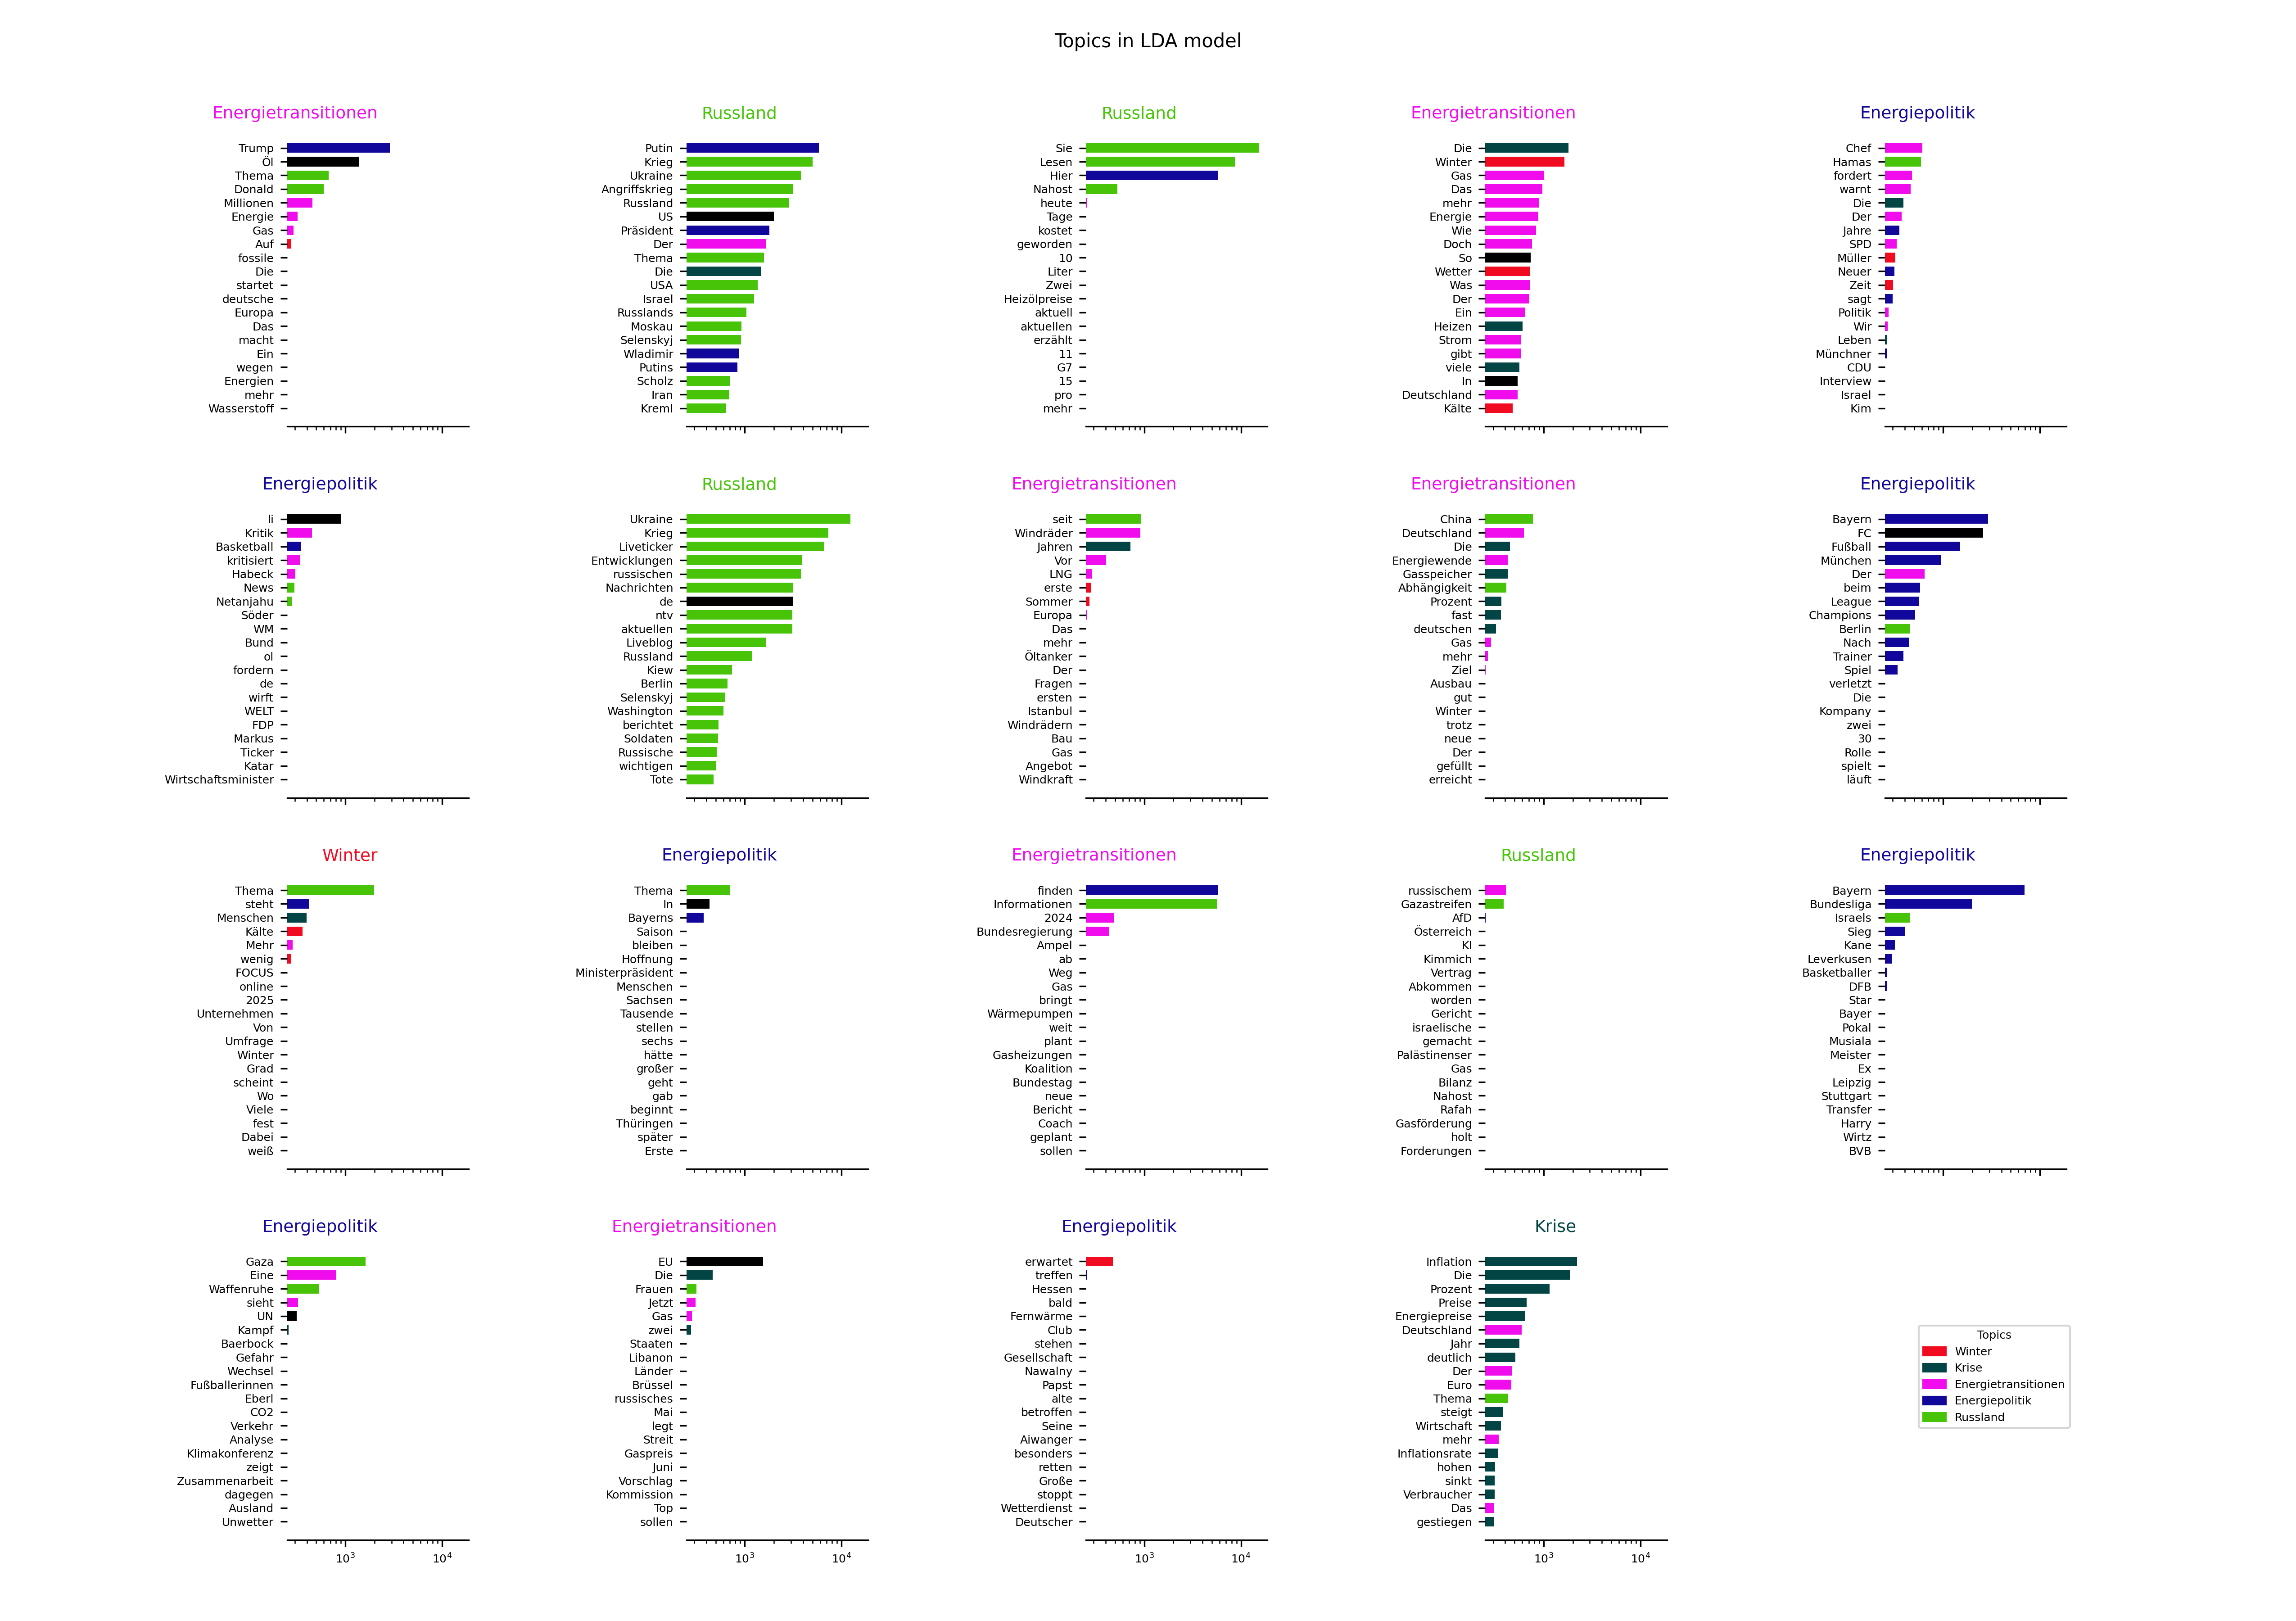 Topics in LDA model
Energietransitionen
Trump
Öl
Thema
Donald
Millionen
Energie
Gas
Auf
fossile
Die
startet
deutsche
Europa
Das
macht
Ein
wegen
Energien
mehr
Wasserstoff
Russland
Putin
Krieg
Ukraine
Angriffskrieg
Russland
US
Präsident
Der
Thema
Die
USA
Israel
Russlands
Moskau
Selenskyj
Wladimir
Putins
Scholz
Iran
Kreml
Russland
Sie
Lesen
Hier
Nahost
heute
Tage
kostet
geworden
10
Liter
Zwei
Heizölpreise
aktuell
aktuellen
erzählt
11
G7
15
pro
mehr
Energietransitionen
Die
Winter
Gas
Das
mehr
Energie
Wie
Doch
So
Wetter
Was
Der
Ein
Heizen
Strom
gibt
viele
In
Deutschland
Kälte
Energiepolitik
Chef
Hamas
fordert
warnt
Die
Der
Jahre
SPD
Müller
Neuer
Zeit
sagt
Politik
Wir
Leben
Münchner
CDU
Interview
Israel
Kim
Energiepolitik
li
Kritik
Basketball
kritisiert
Habeck
News
Netanjahu
Söder
WM
Bund
ol
fordern
de
wirft
WELT
FDP
Markus
Ticker
Katar
Wirtschaftsminister
Russland
Ukraine
Krieg
Liveticker
Entwicklungen
russischen
Nachrichten
de
ntv
aktuellen
Liveblog
Russland
Kiew
Berlin
Selenskyj
Washington
berichtet
Soldaten
Russische
wichtigen
Tote
Energietransitionen
seit
Windräder
Jahren
Vor
LNG
erste
Sommer
Europa
Das
mehr
Öltanker
Der
Fragen
ersten
Istanbul
Windrädern
Bau
Gas
Angebot
Windkraft
Energietransitionen
China
Deutschland
Die
Energiewende
Gasspeicher
Abhängigkeit
Prozent
fast
deutschen
Gas
mehr
Ziel
Ausbau
gut
Winter
trotz
neue
Der
gefüllt
erreicht
Energiepolitik
Bayern
FC
Fußball
München
Der
beim
League
Champions
Berlin
Nach
Trainer
Spiel
verletzt
Die
Kompany
zwei
30
Rolle
spielt
läuft
Winter
Thema
steht
Menschen
Kälte
Mehr
wenig
FOCUS
online
2025
Unternehmen
Von
Umfrage
Winter
Grad
scheint
Wo
Viele
fest
Dabei
weiß
Energiepolitik
Thema
In
Bayerns
Saison
bleiben
Hoffnung
Ministerpräsident
Menschen
Sachsen
Tausende
stellen
sechs
hätte
großer
geht
gab
beginnt
Thüringen
später
Erste
Energietransitionen
finden
Informationen
2024
Bundesregierung
Ampel
ab
Weg
Gas
bringt
Wärmepumpen
weit
plant
Gasheizungen
Koalition
Bundestag
neue
Bericht
Coach
geplant
sollen
Russland
russischem
Gazastreifen
AfD
Österreich
KI
Kimmich
Vertrag
Abkommen
worden
Gericht
israelische
gemacht
Palästinenser
Gas
Bilanz
Nahost
Rafah
Gasförderung
holt
Forderungen
Energiepolitik
Bayern
Bundesliga
Israels
Sieg
Kane
Leverkusen
Basketballer
DFB
Star
Bayer
Pokal
Musiala
Meister
Ex
Leipzig
Stuttgart
Transfer
Harry
Wirtz
BVB
Energiepolitik
Gaza
Eine
Waffenruhe
sieht
UN
Kampf
Baerbock
Gefahr
Wechsel
Fußballerinnen
Eberl
CO2
Verkehr
Analyse
Klimakonferenz
zeigt
Zusammenarbeit
dagegen
Ausland
Unwetter
10³ 10⁴
Energietransitionen
EU
Die
Frauen
Jetzt
Gas
zwei
Staaten
Libanon
Länder
Brüssel
russisches
Mai
legt
Streit
Gaspreis
Juni
Vorschlag
Kommission
Top
sollen
10³ 10⁴
Energiepolitik
erwartet
treffen
Hessen
bald
Fernwärme
Club
stehen
Gesellschaft
Nawalny
Papst
alte
betroffen
Seine
Aiwanger
besonders
retten
Große
stoppt
Wetterdienst
Deutscher
10³ 10⁴
Krise
Inflation
Die
Prozent
Preise
Energiepreise
Deutschland
Jahr
deutlich
Der
Euro
Thema
steigt
Wirtschaft
mehr
Inflationsrate
hohen
sinkt
Verbraucher
Das
gestiegen
10³ 10⁴
Topics
Winter
Krise
Energietransitionen
Energiepolitik
Russland